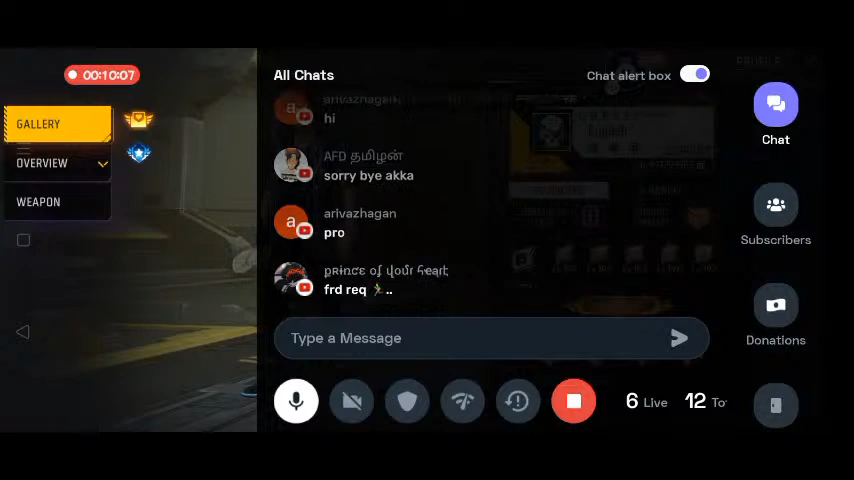 00:10:07
All Chats
Chat alert box
GALLERY
OVERVIEW
WEAPON
hi
AFD தமிழன்
sorry bye akka
arivazhagan
pro
frd req 🏃..
Type a Message
6 Live
12 To
Chat
Subscribers
Donations